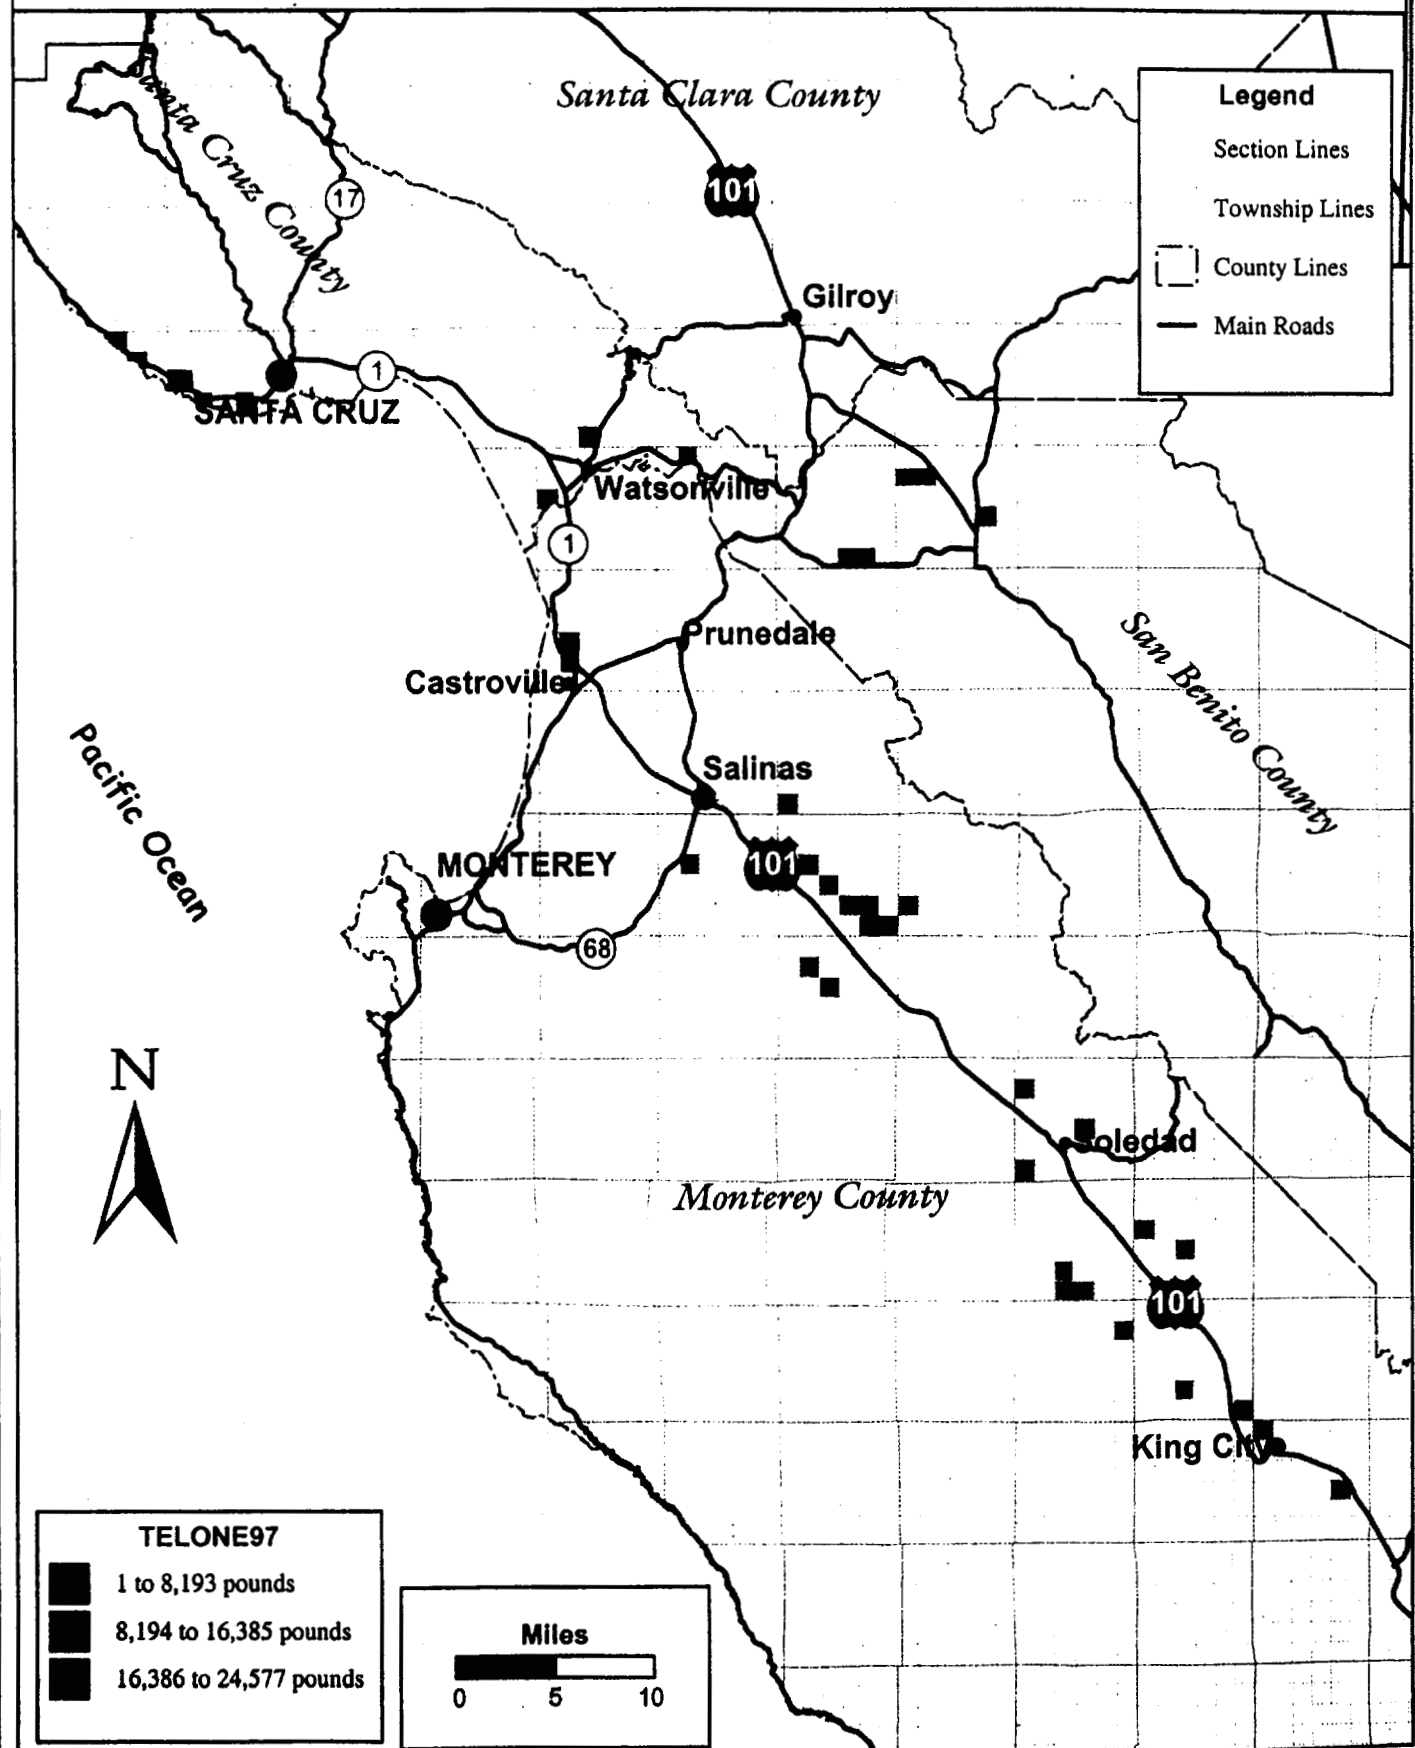 Santa Clara County
Legend
Section Lines
Township Lines
County Lines
Main Roads
Santa Cruz County
17
101
Gilroy
1
SANTA CRUZ
Watsonville
1
Prunedale
Castroville
San Benito County
Pacific Ocean
Salinas
101
MONTEREY
68
N
Soledad
Monterey County
101
King City
TELONE97
1 to 8,193 pounds
8,194 to 16,385 pounds
16,386 to 24,577 pounds
Miles
0 5 10